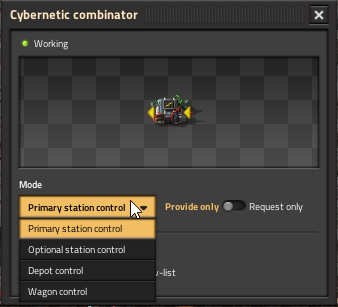 Cybernetic combinator
Working
Mode
Primary station control
Provide only
Request only
Primary station control
Optional station control
Depot control
Wagon control
-list